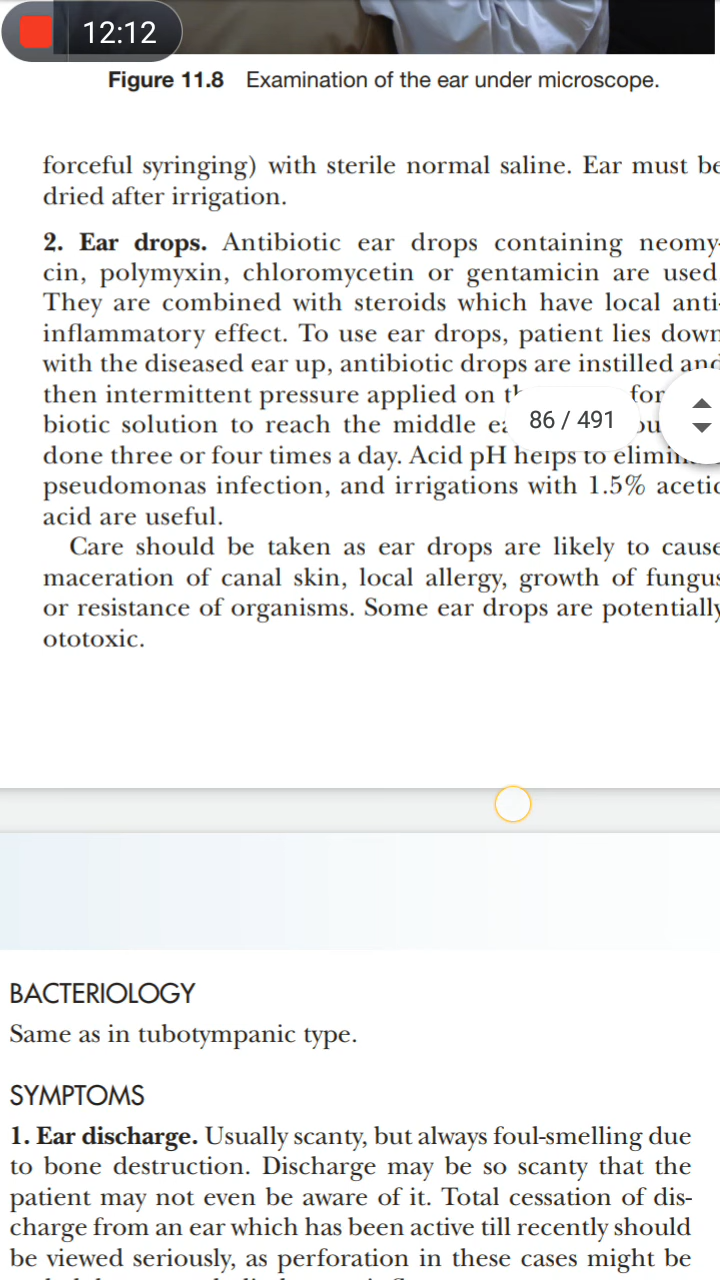 12:12
Figure 11.8 Examination of the ear under microscope.
forceful syringing) with sterile normal saline. Ear must be
dried after irrigation.
2. Ear drops. Antibiotic ear drops containing neomy-
cin, polymyxin, chloromycetin or gentamicin are used
They are combined with steroids which have local anti-
inflammatory effect. To use ear drops, patient lies down
with the diseased ear up, antibiotic drops are instilled and
then intermittent pressure applied on for
86 / 491
biotic solution to reach the middle
done three or four times a day. Acid pH helps to
pseudomonas infection, and irrigations with 1.5% acetic
acid are useful.
Care should be taken as ear drops are likely to cause
maceration of canal skin, local allergy, growth of fungus
or resistance of organisms. Some ear drops are potentially
ototoxic.
BACTERIOLOGY
Same as in tubotympanic type.
SYMPTOMS
1. Ear discharge. Usually scanty, but always foul-smelling due
to bone destruction. Discharge may be so scanty that the
patient may not even be aware of it. Total cessation of dis-
charge from an ear which has been active till recently should
be viewed seriously, as perforation in these cases might be